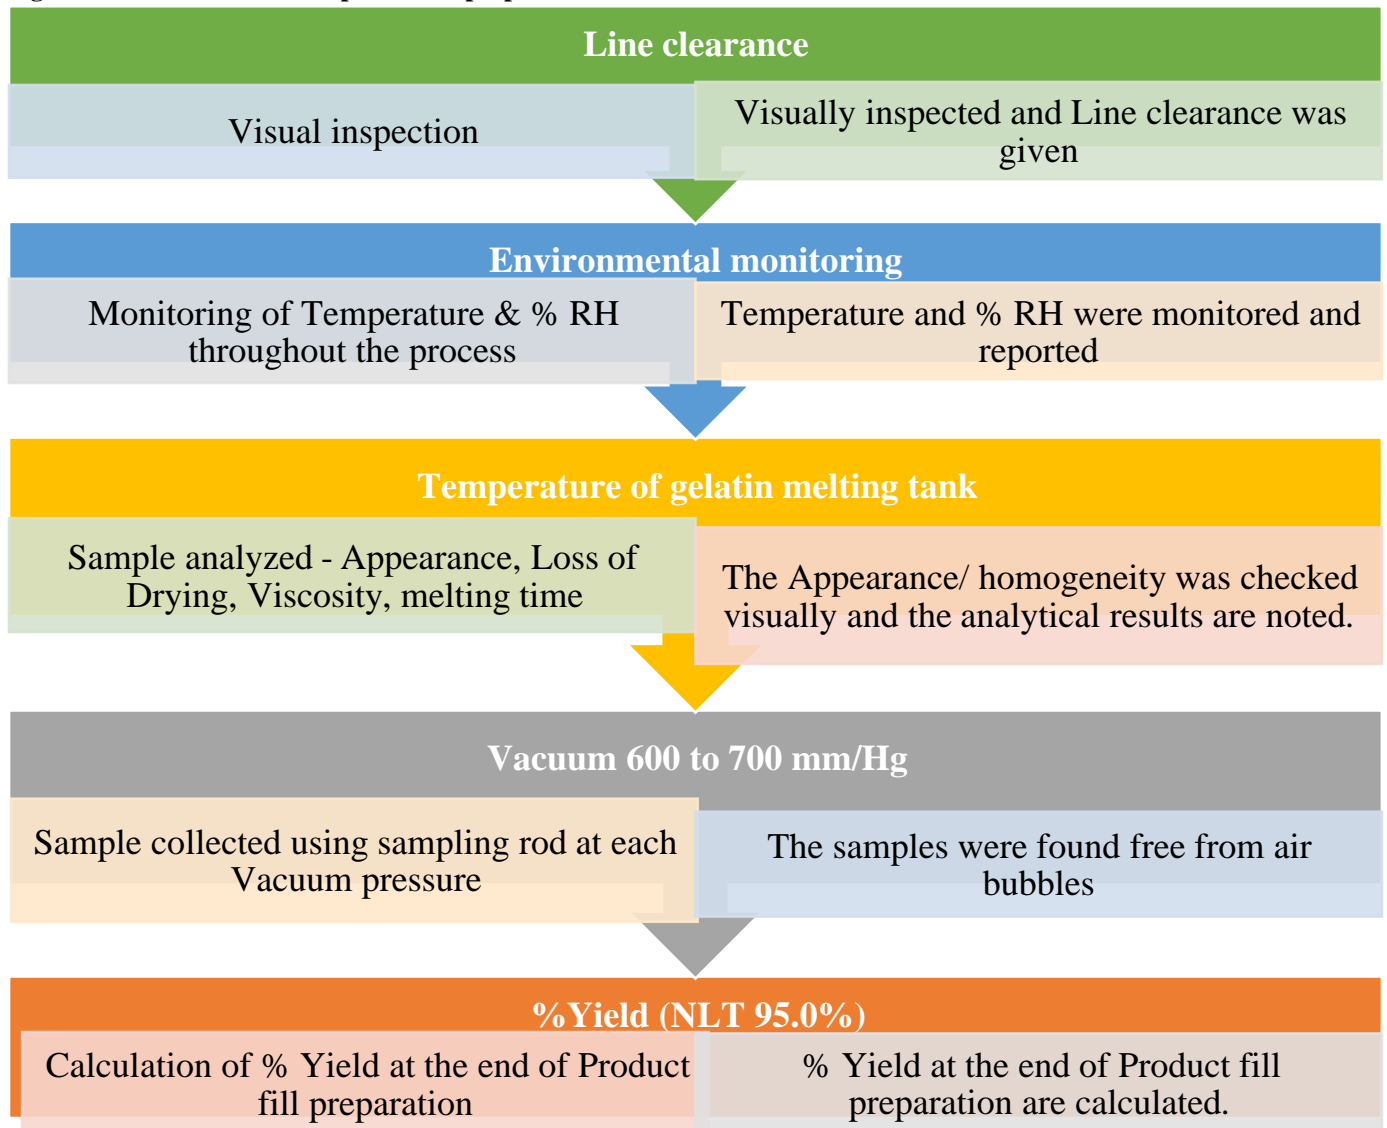 Line clearance
Visual inspection
Visually inspected and Line clearance was
given
Environmental monitoring
Monitoring of Temperature & % RH
throughout the process
Temperature and % RH were monitored and
reported
Temperature of gelatin melting tank
Sample analyzed - Appearance, Loss of
Drying, Viscosity, melting time
The Appearance/ homogeneity was checked
visually and the analytical results are noted.
Vacuum 600 to 700 mm/Hg
Sample collected using sampling rod at each
Vacuum pressure
The samples were found free from air
bubbles
%Yield (NLT 95.0%)
Calculation of % Yield at the end of Product
fill preparation
% Yield at the end of Product fill
preparation are calculated.